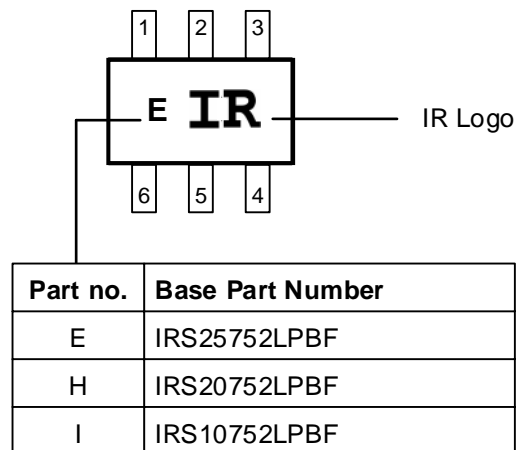 1 2 3
E IR IR Logo
6 5 4
Part no. Base Part Number
E IRS25752LPBF
H IRS20752LPBF
I IRS10752LPBF